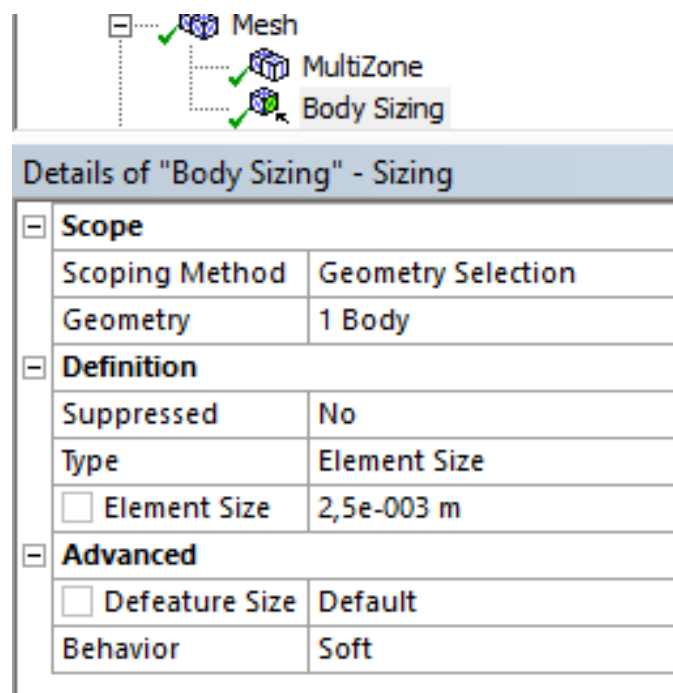 Mesh
MultiZone
Body Sizing
Details of "Body Sizing" - Sizing
Scope
Scoping Method Geometry Selection
Geometry 1 Body
Definition
Suppressed No
Type Element Size
Element Size 2,5e-003 m
Advanced
Defeature Size Default
Behavior Soft